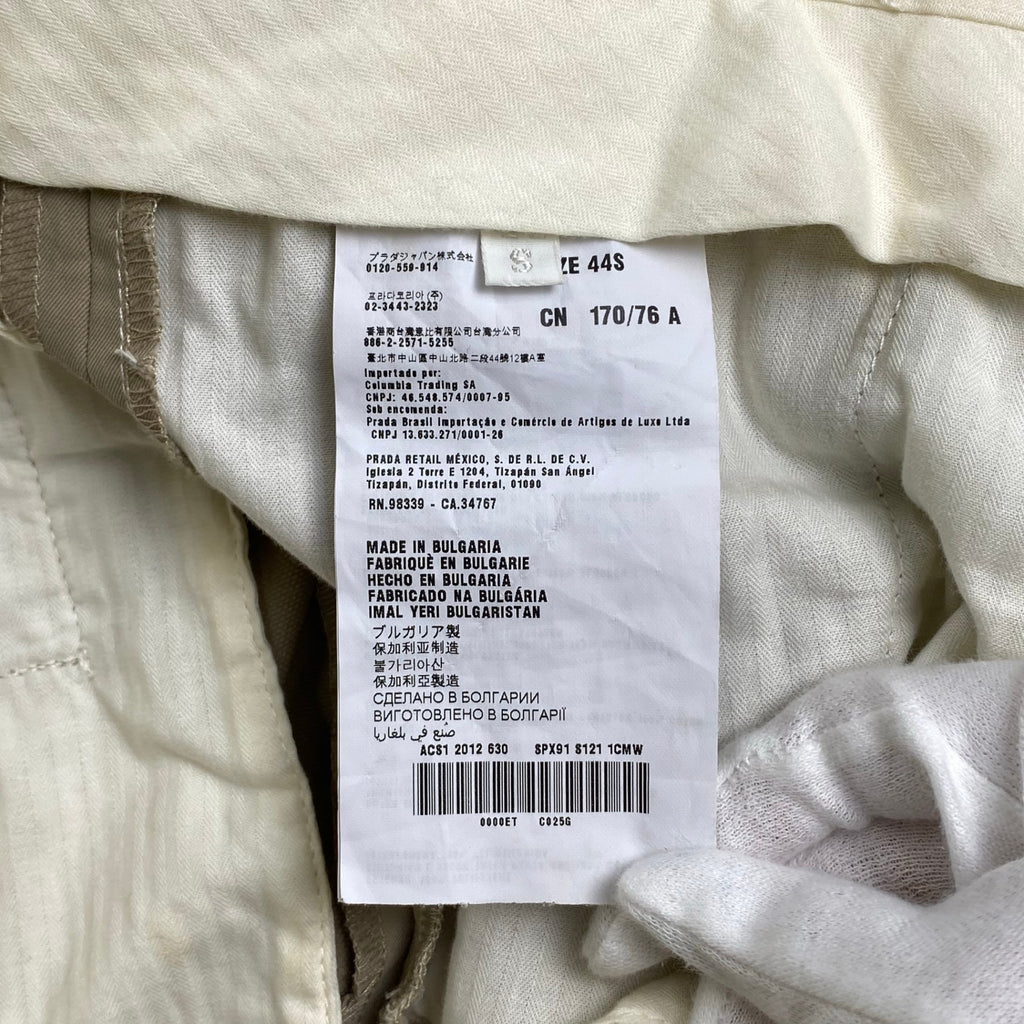 プラダジャパン株式会社
0120-559-914
S
ZE 44S
프라다코리아 (주)
02-3443-2323
CN 170/76 A
香港商台灣意比有限公司台灣分公司
886-2-2571-5255
臺北市中山區中山北路二段44號12樓A室
Importado por:
Columbia Trading SA
CNPJ: 46.548.574/0007-95
Sob encomenda:
Prada Brasil Importação e Comércio de Artigos de Luxo Ltda
CNPJ 13.633.271/0001-26
PRADA RETAIL MÉXICO, S. DE R.L. DE C.V.
Iglesia 2 Torre E 1204, Tizapán San Ángel
Tizapán, Distrito Federal, 01090
RN.98339 - CA.34767
MADE IN BULGARIA
FABRIQUÈ EN BULGARIE
HECHO EN BULGARIA
FABRICADO NA BULGÁRIA
IMAL YERI BULGARISTAN
ブルガリア製
保加利亚制造
불가리아산
保加利亞製造
СДЕЛАНО В БОЛГАРИИ
ВИГОТОВЛЕНО В БОЛГАРІЇ
صُنع في بلغاريا
ACS1 2012 630 SPX91 S121 1CMW
0000ET C025G